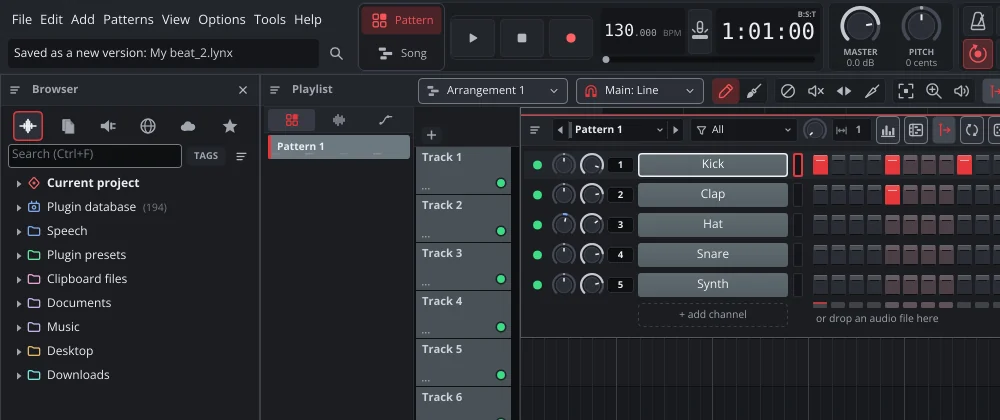 File Edit Add Patterns View Options Tools Help
Saved as a new version: My beat_2.lynx
Pattern
Song
130.000 BPM
B:S:T
1:01:00
MASTER
0.0 dB
PITCH
0 cents
Browser
Search (Ctrl+F)
TAGS
Current project
Plugin database (194)
Speech
Plugin presets
Clipboard files
Documents
Music
Desktop
Downloads
Playlist
Arrangement 1
Main: Line
Pattern 1
Track 1
...
Track 2
...
Track 3
...
Track 4
...
Track 5
...
Track 6
Pattern 1
All
1
1 Kick
2 Clap
3 Hat
4 Snare
5 Synth
+ add channel
or drop an audio file here